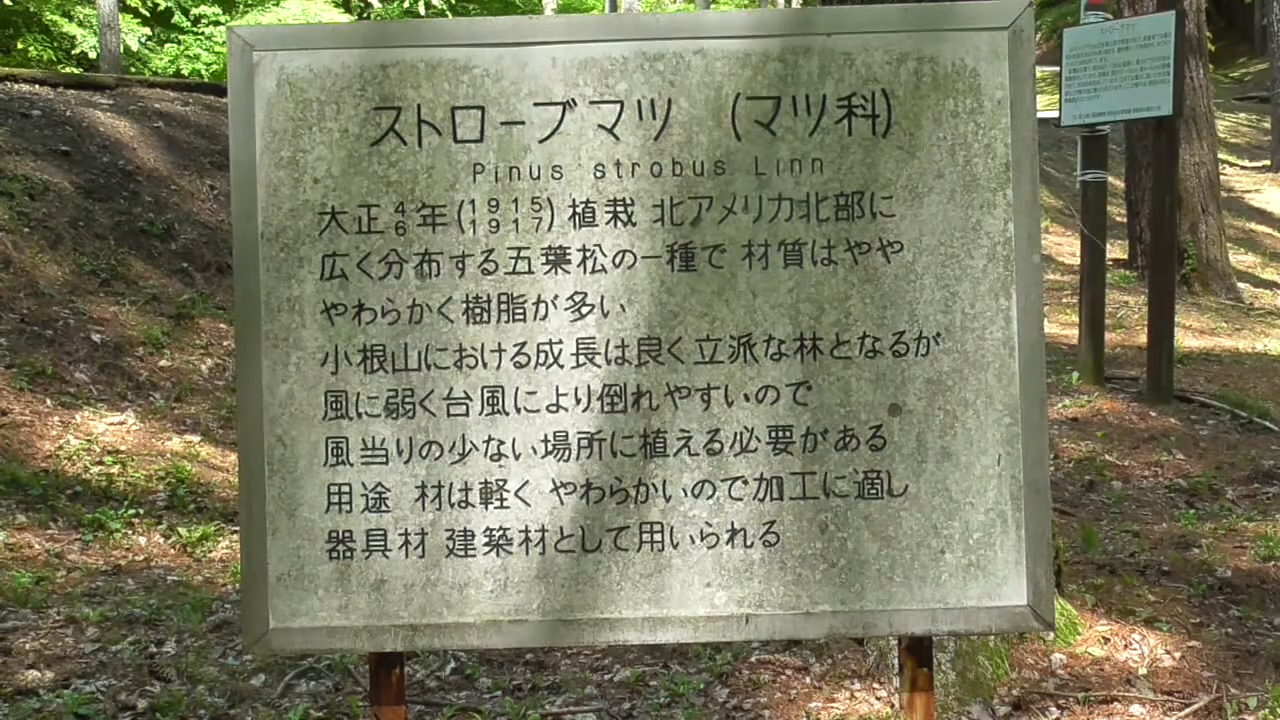 ストローブマツ (マツ科)
Pinus strobus Linn
大正4年(1915)植栽 北アメリカ北部に
6 1917
広く分布する五葉松の一種で 材質はやや
やわらかく樹脂が多い
小根山における成長は良く立派な林となるが
風に弱く台風により倒れやすいので
風当りの少ない場所に植える必要がある
用途 材は軽く やわらかいので加工に適し
器具材 建築材として用いられる
ストローブマツ